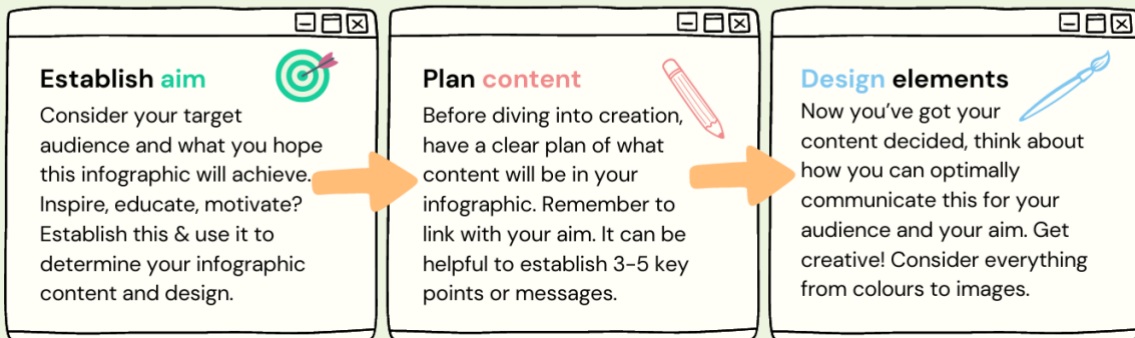 Establish aim
Consider your target
audience and what you hope
this infographic will achieve.
Inspire, educate, motivate?
Establish this & use it to
determine your infographic
content and design.
Plan content
Before diving into creation,
have a clear plan of what
content will be in your
infographic. Remember to
link with your aim. It can be
helpful to establish 3-5 key
points or messages.
Design elements
Now you've got your
content decided, think about
how you can optimally
communicate this for your
audience and your aim. Get
creative! Consider everything
from colours to images.